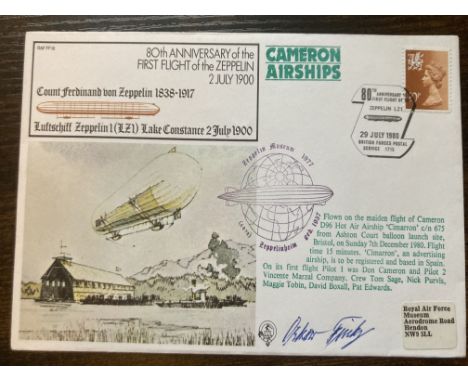 RAF FF18
80th ANNIVERSARY of the
FIRST FLIGHT of the ZEPPELIN
2 JULY 1900
Count Ferdinand von Zeppelin 1838-1917
Luftschiff Zeppelin 1 (LZ1) Lake Constance 2 July 1900
CAMERON
AIRSHIPS
80TH ANNIVERSARY
FIRST FLIGHT OF
ZEPPELIN LZ1
29 JULY 1980
BRITISH FORCES POSTAL
SERVICE 1715
Zeppelin Museum 1977
Zeppelinheim
Flown on the maiden flight of Cameron
D96 Hot Air Airship 'Cimarron' c/n 675
from Ashton Court balloon launch site,
Bristol, on Sunday 7th December 1980. Flight
time 15 minutes. 'Cimarron', an advertising
airship, is to be registered and based in Spain.
On its first flight Pilot 1 was Don Cameron and Pilot 2
Vincente Marzal Company. Crew Tom Sage, Nick Purvis,
Maggie Tobin, David Boxall, Pat Edwards.
Royal Air Force
Museum
Aerodrome Road
Hendon
NW9 5LL